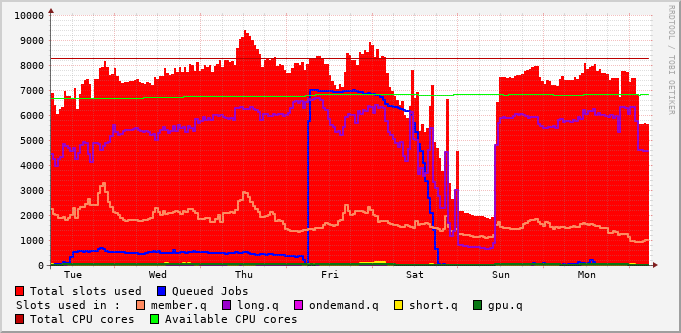 10000
9000
8000
7000
6000
5000
4000
3000
2000
1000
0
Tue Wed Thu Fri Sat Sun Mon
RRDTOOL / TOBI OETIKER
Total slots used Queued Jobs
Slots used in : member.q long.q ondemand.q short.q gpu.q
Total CPU cores Available CPU cores